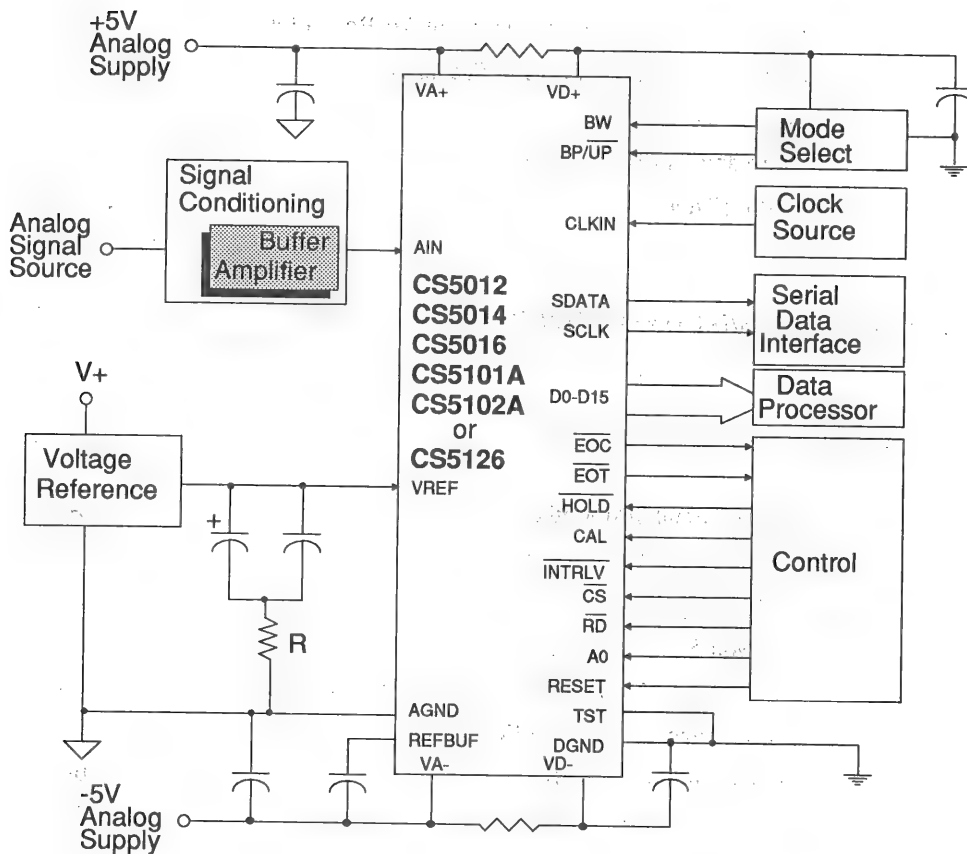 +5V
Analog
Supply
VA+
VD+
BW
BP/UP
Mode
Select
Signal
Conditioning
Buffer
Amplifier
Analog
Signal
Source
AIN
CLKIN
Clock
Source
CS5012
CS5014
CS5016
CS5101A
CS5102A
or
CS5126
SDATA
SCLK
Serial
Data
Interface
D0-D15
Data
Processor
V+
Voltage
Reference
VREF
+
R
EOC
EOT
HOLD
CAL
INTRLV
CS
RD
A0
RESET
TST
DGND
VD-
Control
AGND
REFBUF
VA-
-5V
Analog
Supply